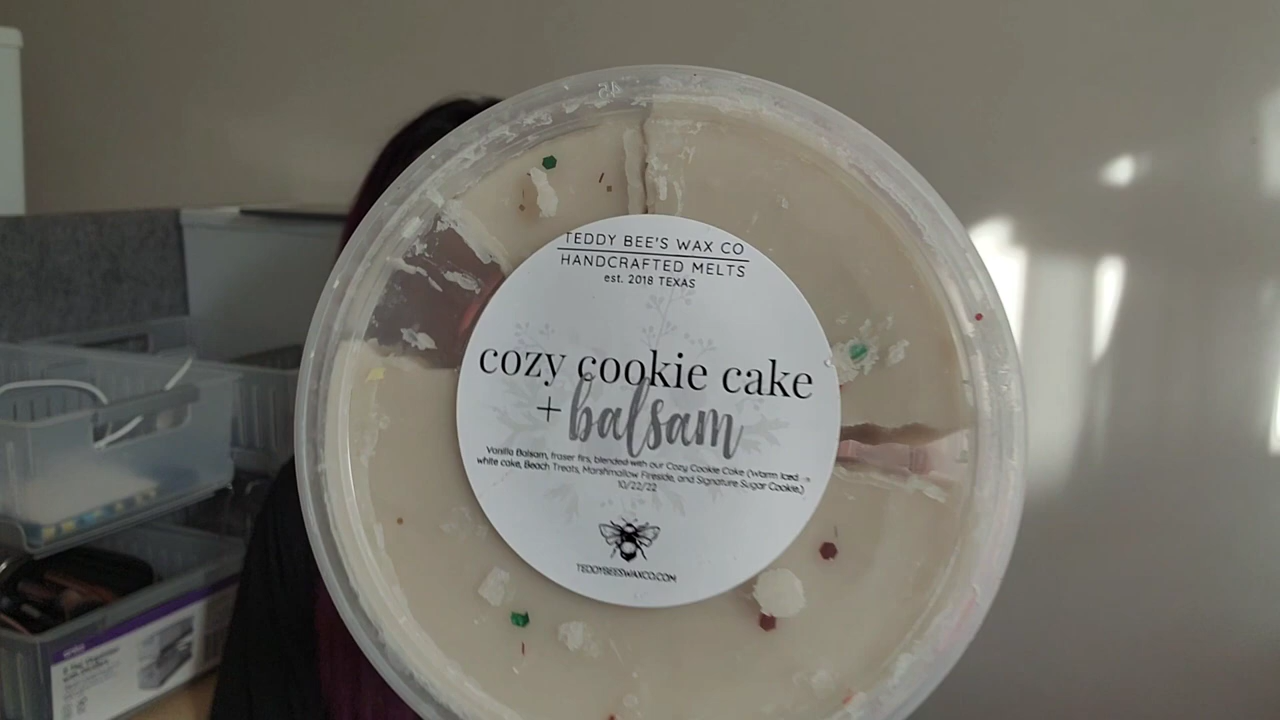 TEDDY BEE'S WAX CO
HANDCRAFTED MELTS
est. 2018 TEXAS
cozy cookie cake
+ balsam
Vanilla Balsam, fraser firs, blended with our Cozy Cookie Cake (Warm Iced
white cake, Beach Treats, Marshmallow Fireside, and Signature Sugar Cookie.)
10/22/22
TEDDYBEESWAXCO.COM